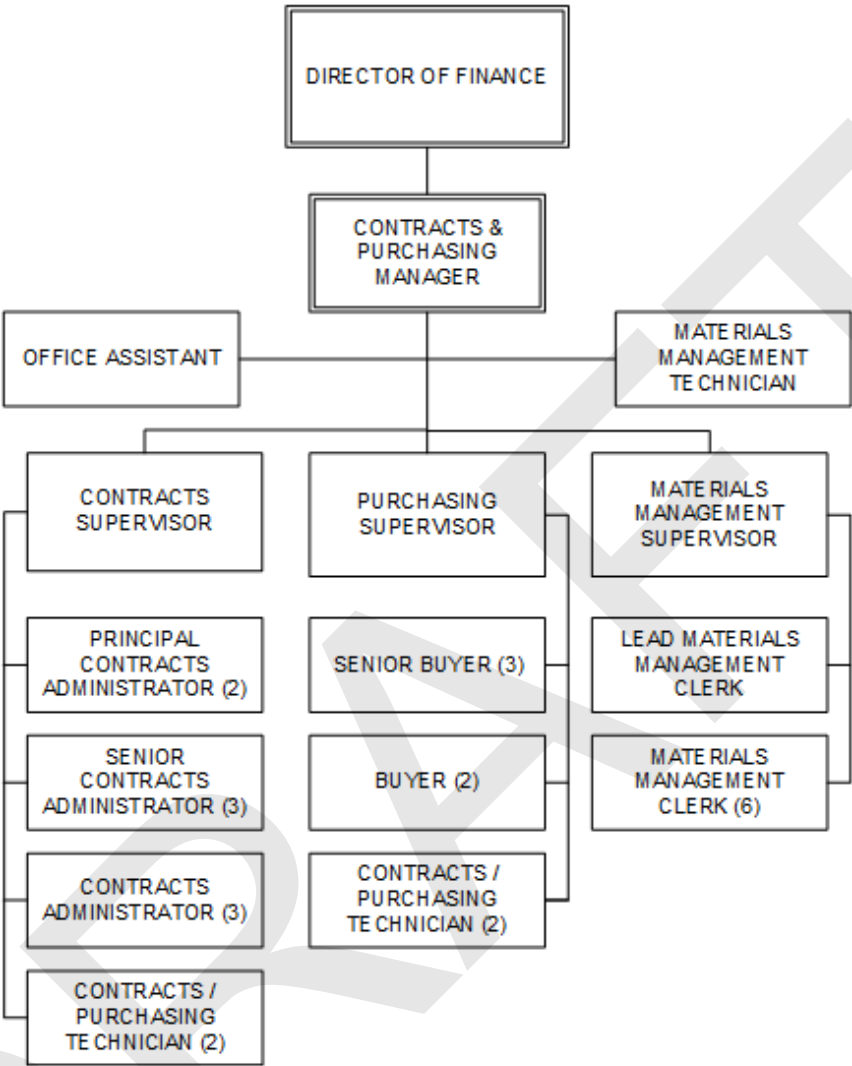 DIRECTOR OF FINANCE
CONTRACTS &
PURCHASING
MANAGER
OFFICE ASSISTANT
MATERIALS
MANAGEMENT
TECHNICIAN
CONTRACTS
SUPERVISOR
PURCHASING
SUPERVISOR
MATERIALS
MANAGEMENT
SUPERVISOR
PRINCIPAL
CONTRACTS
ADMINISTRATOR (2)
SENIOR BUYER (3)
LEAD MATERIALS
MANAGEMENT
CLERK
SENIOR
CONTRACTS
ADMINISTRATOR (3)
BUYER (2)
MATERIALS
MANAGEMENT
CLERK (6)
CONTRACTS
ADMINISTRATOR (3)
CONTRACTS /
PURCHASING
TECHNICIAN (2)
CONTRACTS /
PURCHASING
TECHNICIAN (2)
DRAFT